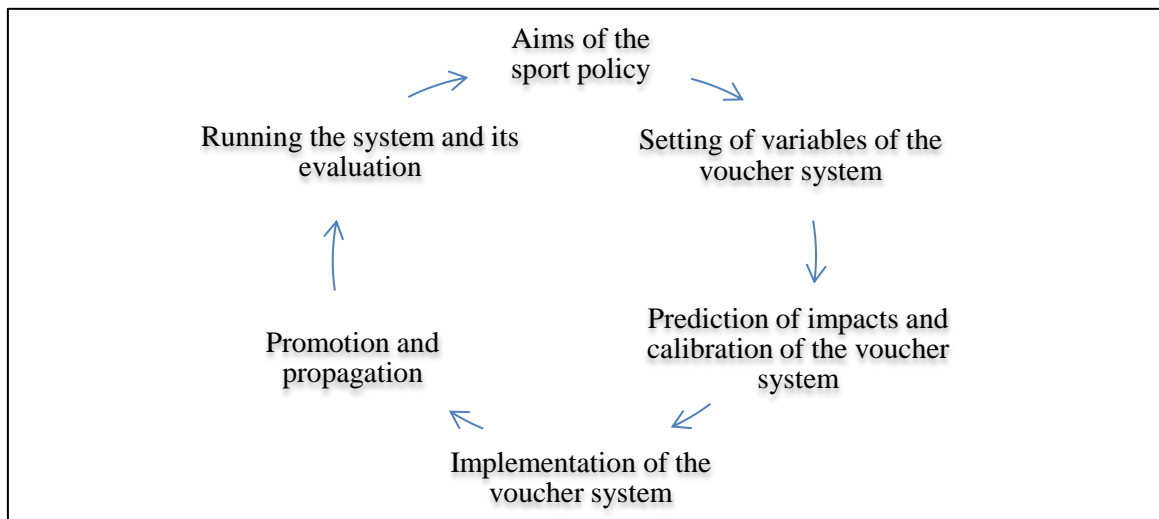 Aims of the
sport policy
Setting of variables of the
voucher system
Prediction of impacts and
calibration of the voucher
system
Implementation of the
voucher system
Promotion and
propagation
Running the system and its
evaluation